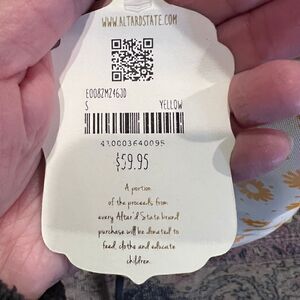 WWW.ALTARDSTATE.COM
E0082MZ46JD
S YELLOW
410003640095
$59.95
A portion
of the proceeds from
every Altar'd State brand
purchase will be donated to
feed, clothe and educate
children.